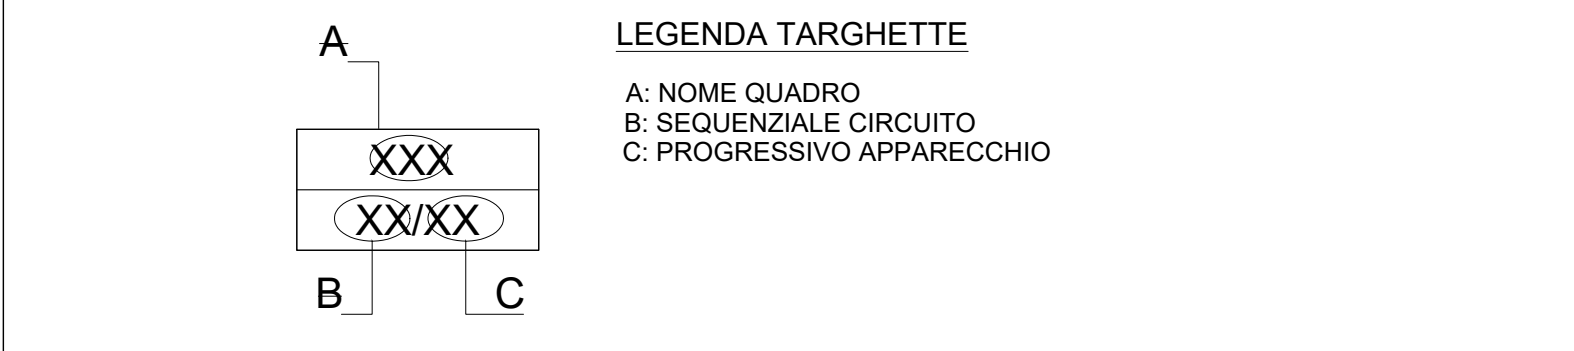 A
LEGENDA TARGHETTE
A: NOME QUADRO
B: SEQUENZIALE CIRCUITO
C: PROGRESSIVO APPARECCHIO
XXX
XX/XX
B
C